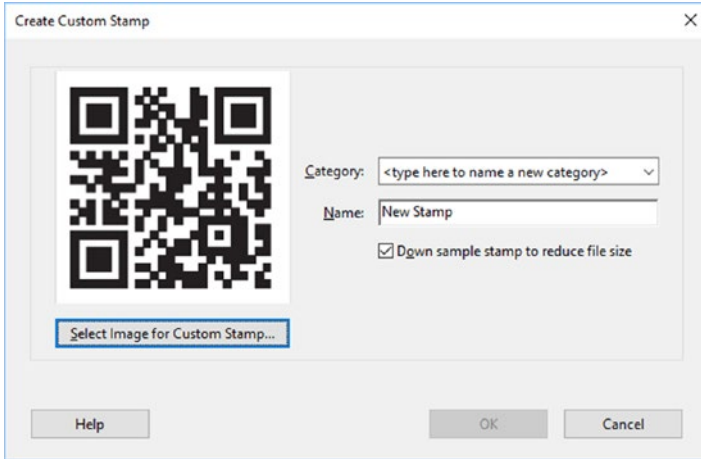 Create Custom Stamp
Category: <type here to name a new category>
Name: New Stamp
Down sample stamp to reduce file size
Select Image for Custom Stamp...
Help OK Cancel